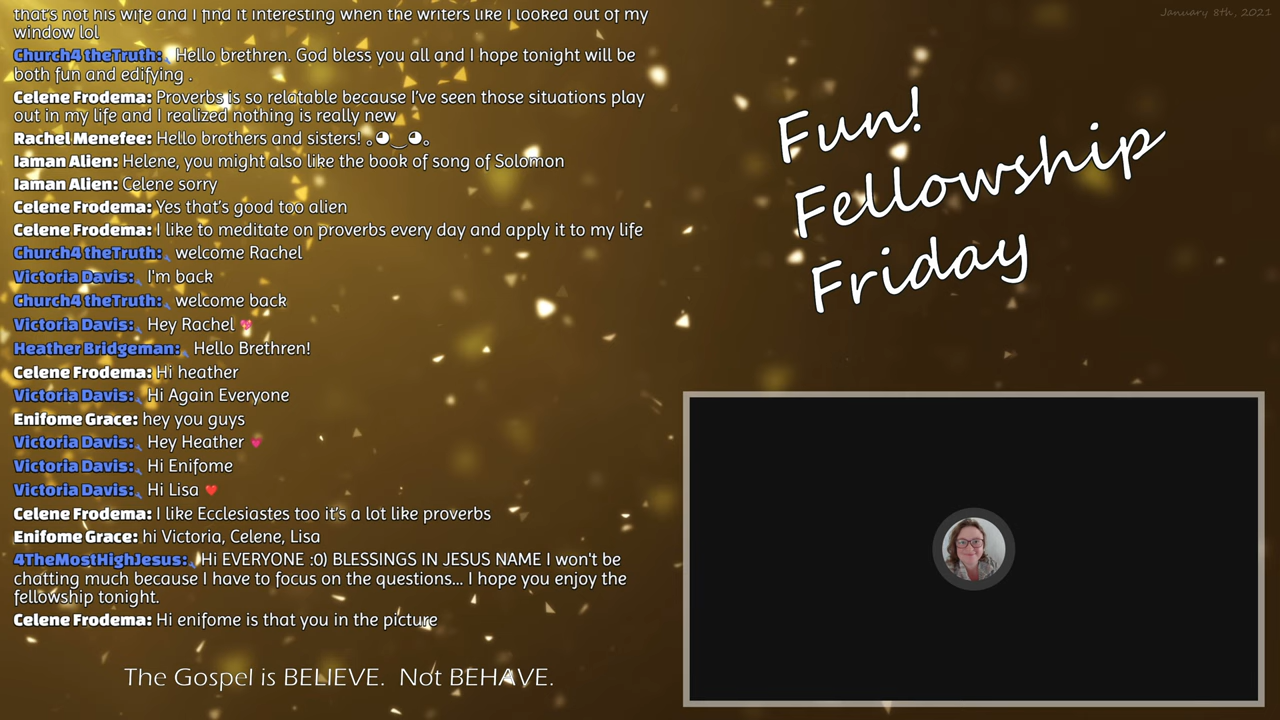 that's not his wife and I find it interesting when the writers like I looked out of my
window lol
Church4 theTruth: Hello brethren. God bless you all and I hope tonight will be
both fun and edifying .
Celene Frodema: Proverbs is so relatable because I've seen those situations play
out in my life and I realized nothing is really new
Rachel Menefee: Hello brothers and sisters! 。◕‿◕。
Iaman Alien: Helene, you might also like the book of song of Solomon
Iaman Alien: Celene sorry
Celene Frodema: Yes that's good too alien
Celene Frodema: I like to meditate on proverbs every day and apply it to my life
Church4 theTruth: welcome Rachel
Victoria Davis: I'm back
Church4 theTruth: welcome back
Victoria Davis: Hey Rachel 💖
Heather Bridgeman: Hello Brethren!
Celene Frodema: Hi heather
Victoria Davis: Hi Again Everyone
Enifome Grace: hey you guys
Victoria Davis: Hey Heather 💗
Victoria Davis: Hi Enifome
Victoria Davis: Hi Lisa ❤️
Celene Frodema: I like Ecclesiastes too it's a lot like proverbs
Enifome Grace: hi Victoria, Celene, Lisa
4TheMostHighJesus: Hi EVERYONE :0) BLESSINGS IN JESUS NAME I won't be
chatting much because I have to focus on the questions... I hope you enjoy the
fellowship tonight.
Celene Frodema: Hi enifome is that you in the picture
The Gospel is BELIEVE. Not BEHAVE.
January 8th, 2021
Fun!
Fellowship
Friday